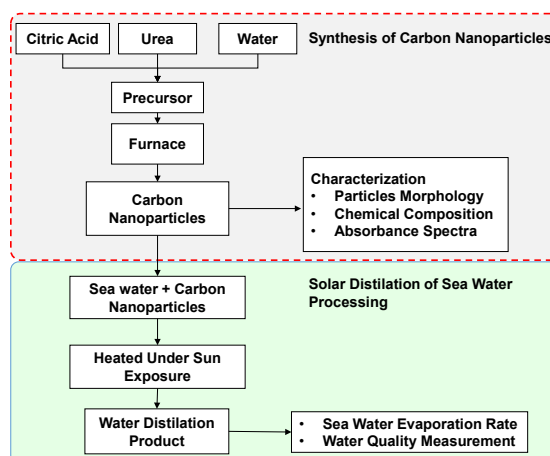 Citric Acid
Urea
Water
Synthesis of Carbon Nanoparticles
Precursor
Furnace
Carbon
Nanoparticles
Characterization
• Particles Morphology
• Chemical Composition
• Absorbance Spectra
Sea water + Carbon
Nanoparticles
Solar Distilation of Sea Water
Processing
Heated Under Sun
Exposure
Water Distilation
Product
• Sea Water Evaporation Rate
• Water Quality Measurement